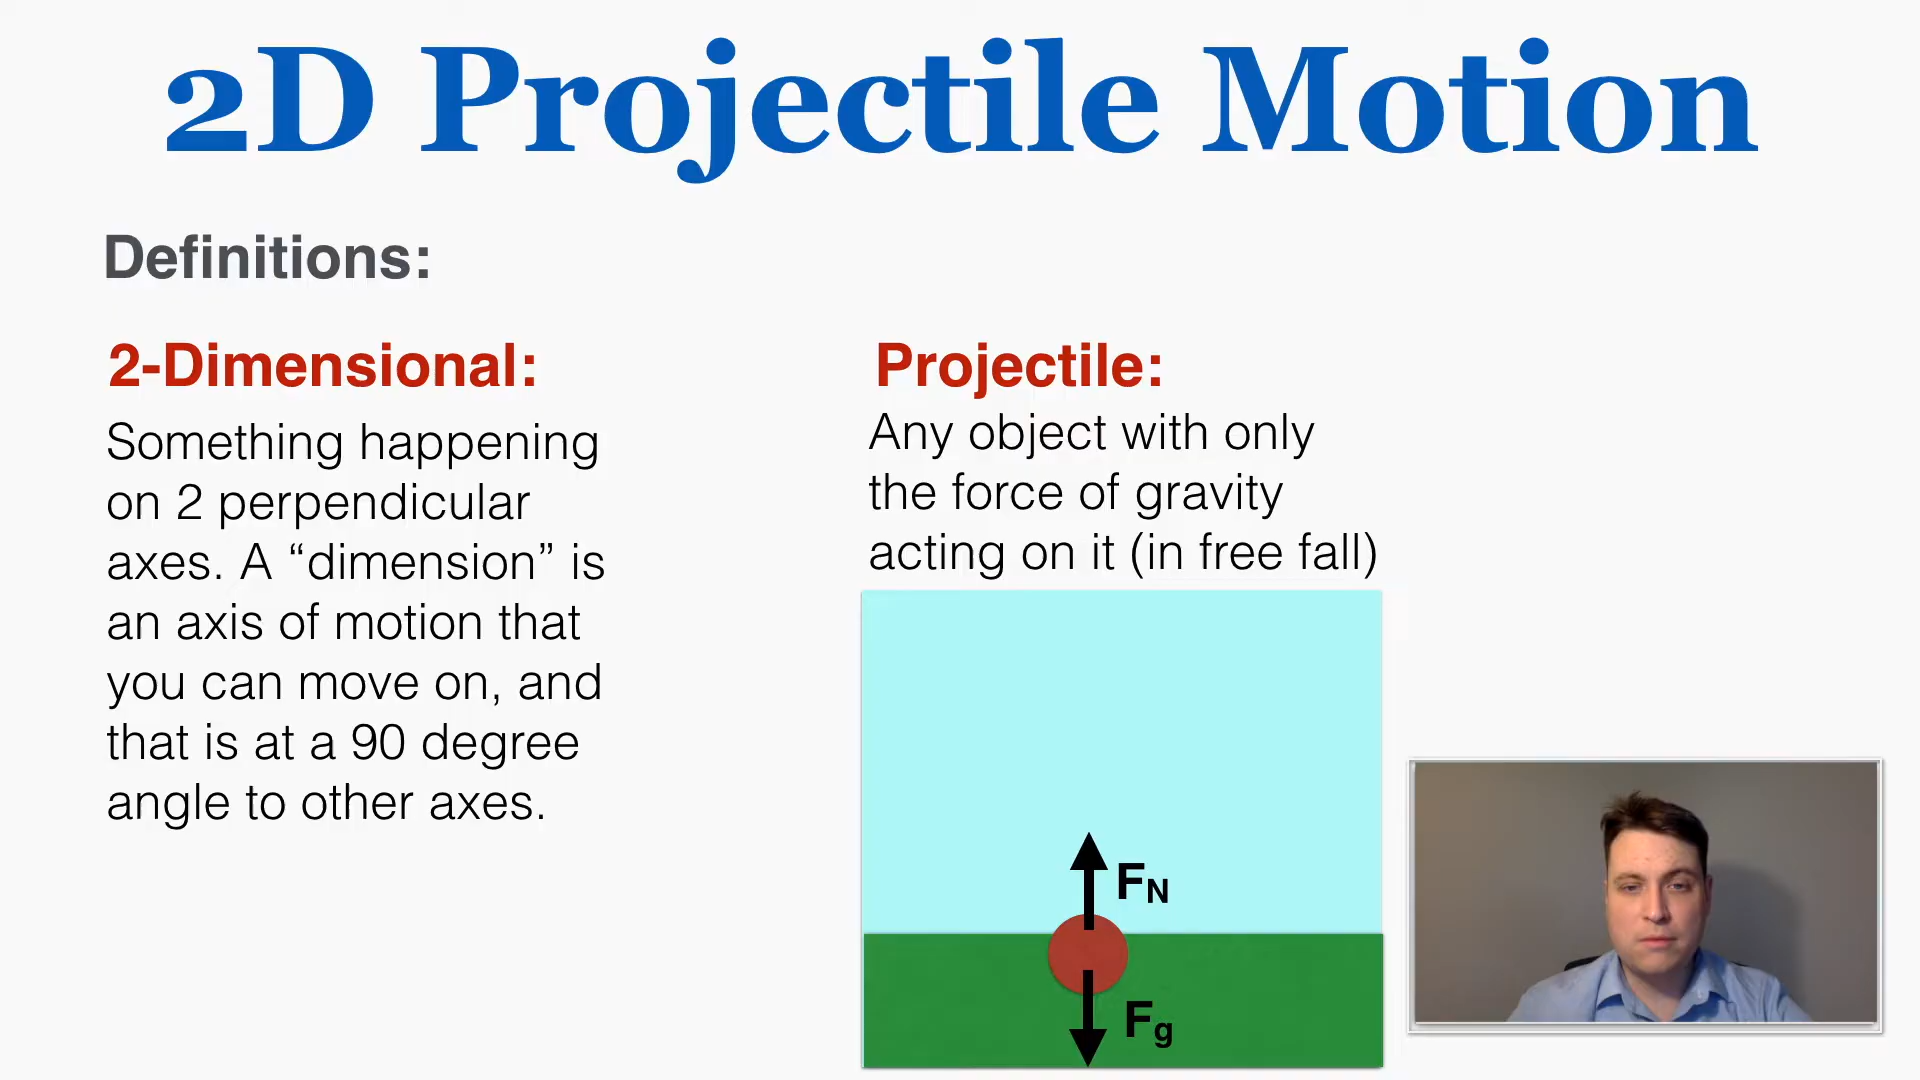 2D Projectile Motion
Definitions:
2-Dimensional:
Something happening
on 2 perpendicular
axes. A “dimension” is
an axis of motion that
you can move on, and
that is at a 90 degree
angle to other axes.
Projectile:
Any object with only
the force of gravity
acting on it (in free fall)
FN
Fg